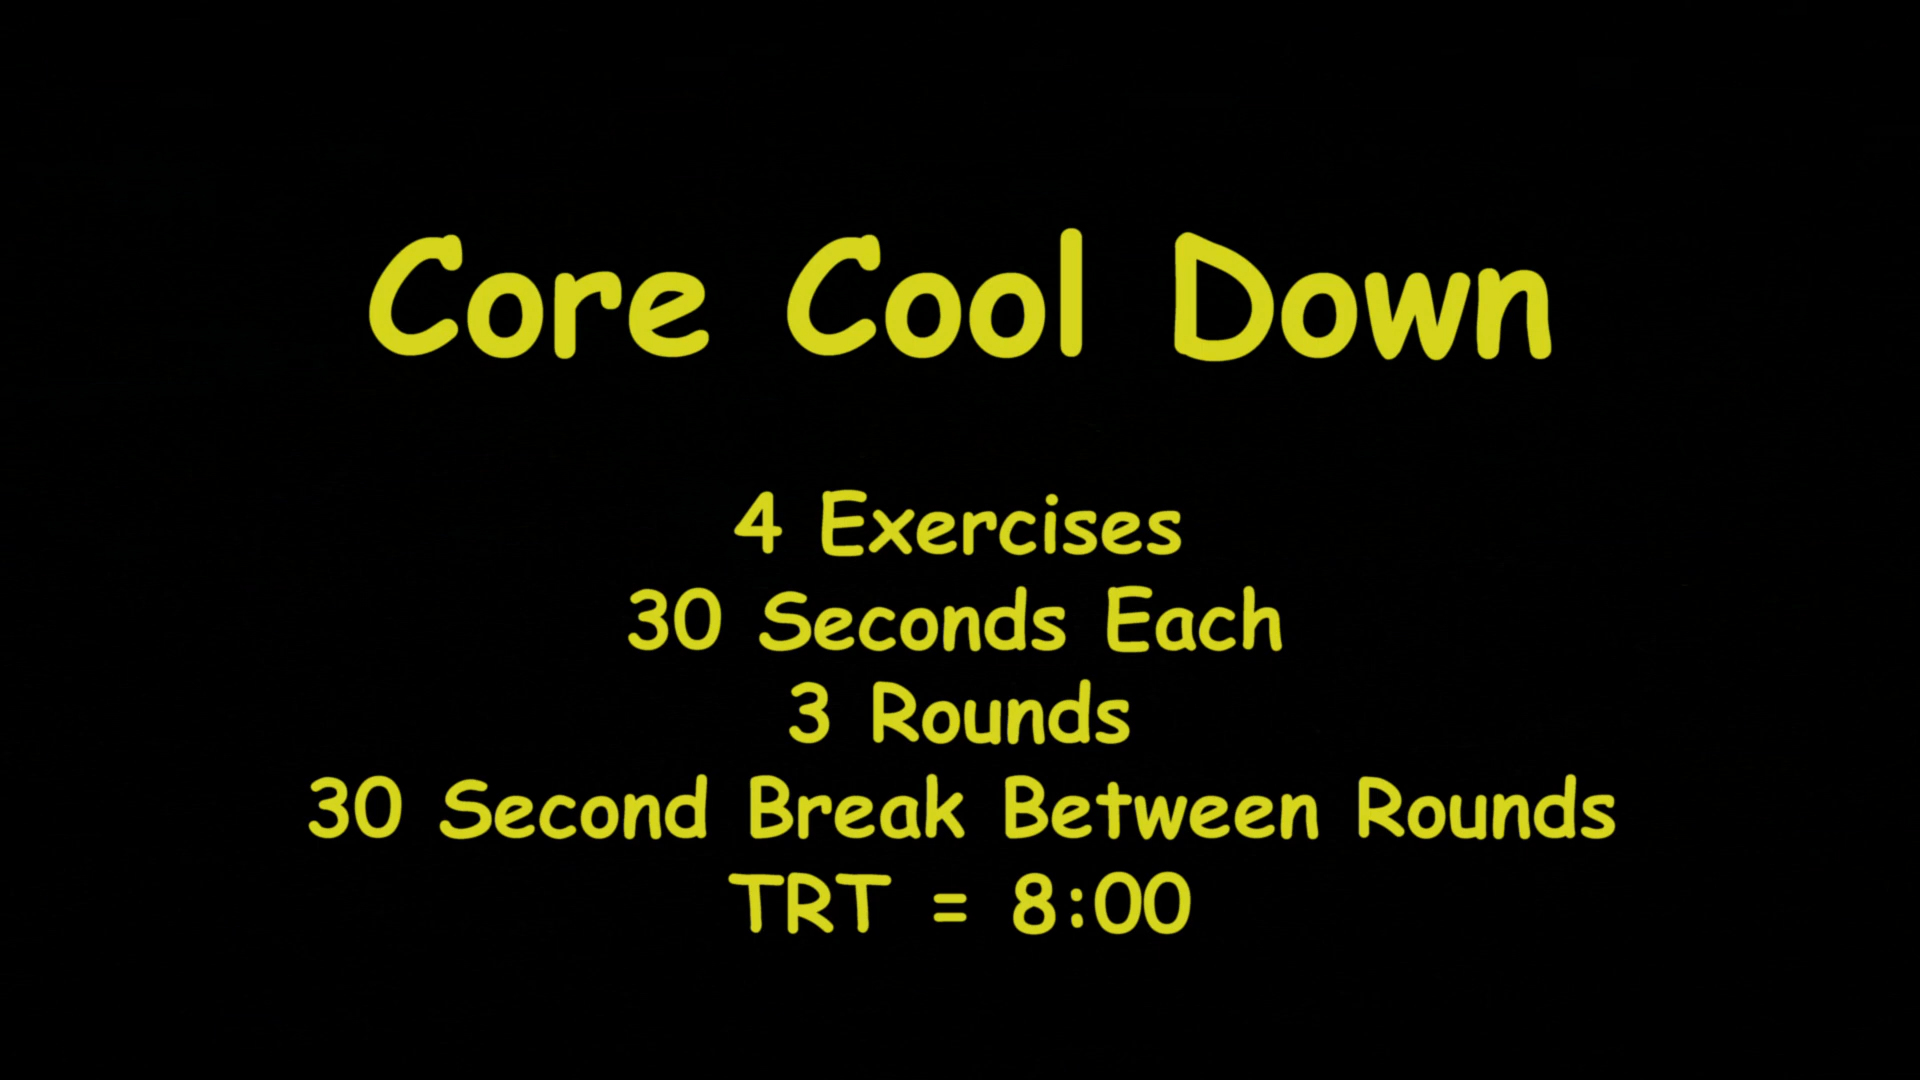 Core Cool Down
4 Exercises
30 Seconds Each
3 Rounds
30 Second Break Between Rounds
TRT = 8:00